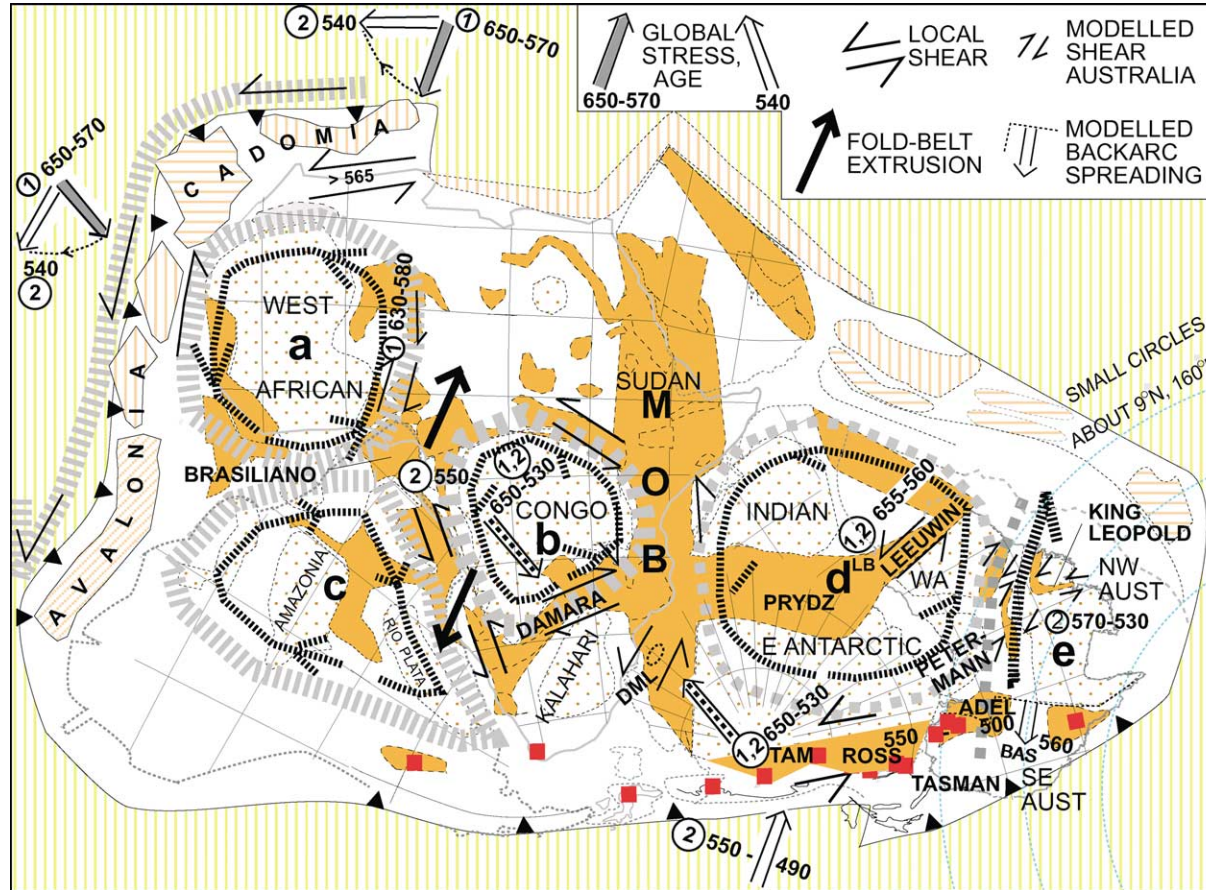 ② 540
① 650-570
GLOBAL
STRESS,
AGE
650-570
540
LOCAL
SHEAR
MODELLED
SHEAR
AUSTRALIA
FOLD-BELT
EXTRUSION
MODELLED
BACKARC
SPREADING
① 650-570
540
②
CADOMIA
> 565
AVALONIA
WEST
a
AFRICAN
① 630-580
BRASILIANO
② 550
SUDAN
M
O
B
1,2
650-530
CONGO
b
DAMARA
KALAHARI
DML
AMAZONIA
c
RIO PLATA
INDIAN
1,2 655-560
LEEUWIN
d
LB
WA
PRYDZ
E ANTARCTIC
PETER-
MANN
SMALL CIRCLES
ABOUT 9°N, 160°
KING
LEOPOLD
NW
AUST
② 570-530
e
1,2 650-530
TAM
ROSS
550 - 500
ADEL
560
BAS
TASMAN
SE
AUST
② 550 - 490